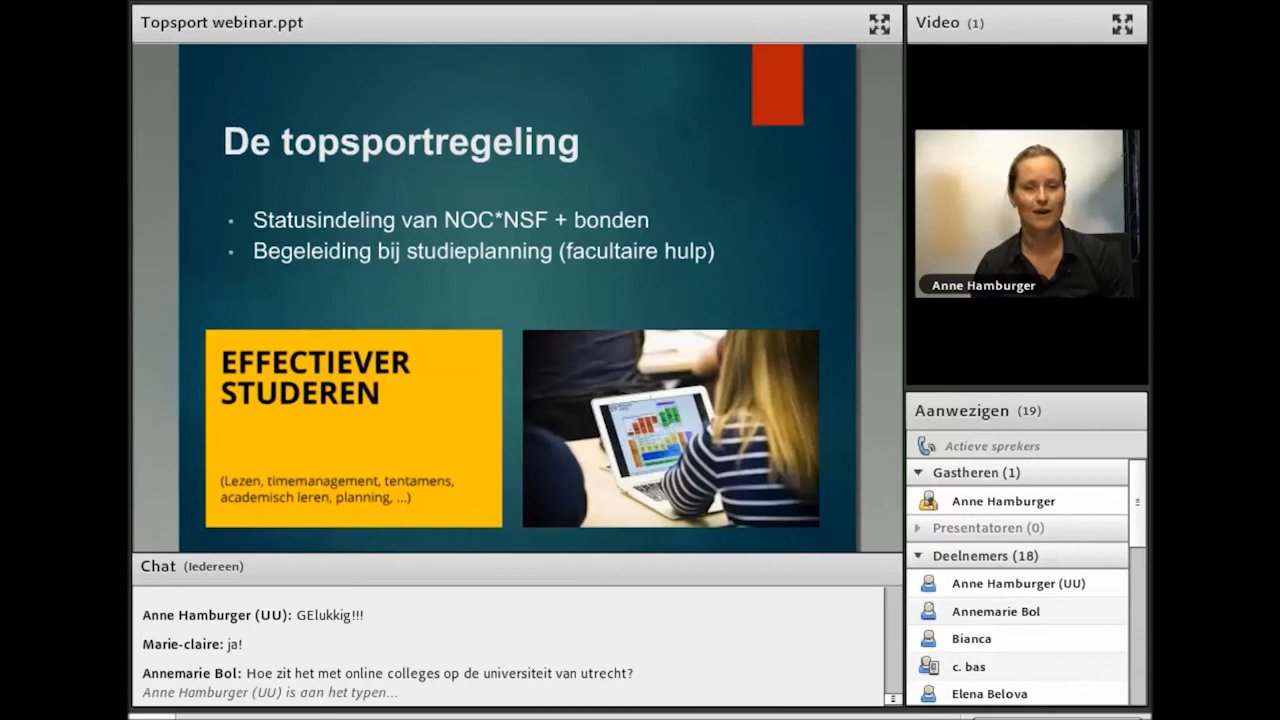 Topsport webinar.ppt
De topsportregeling
• Statusindeling van NOC*NSF + bonden
• Begeleiding bij studieplanning (facultaire hulp)
EFFECTIEVER
STUDEREN
(Lezen, timemanagement, tentamens,
academisch leren, planning, ...)
Chat (Iedereen)
Anne Hamburger (UU): GElukkig!!!
Marie-claire: ja!
Annemarie Bol: Hoe zit het met online colleges op de universiteit van utrecht?
Anne Hamburger (UU) is aan het typen...
Video (1)
Anne Hamburger
Aanwezigen (19)
Actieve sprekers
Gastheren (1)
Anne Hamburger
Presentatoren (0)
Deelnemers (18)
Anne Hamburger (UU)
Annemarie Bol
Bianca
c. bas
Elena Belova